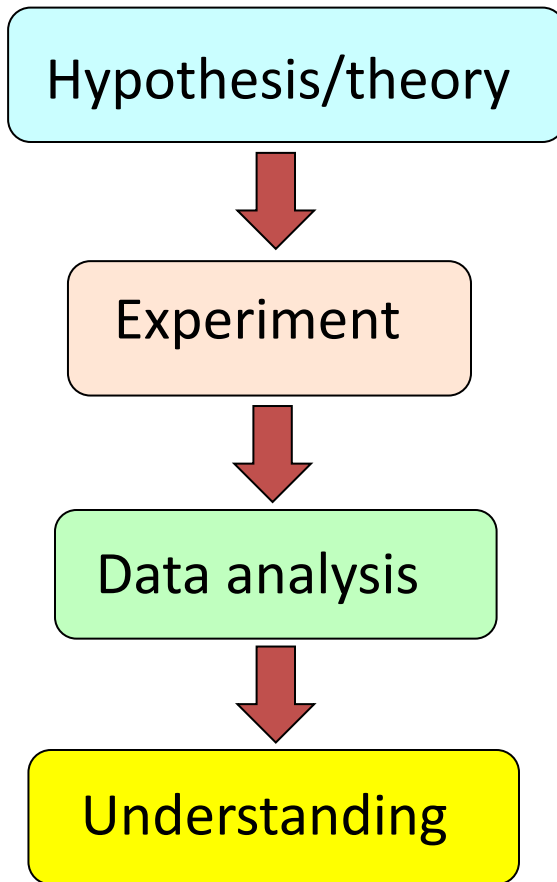 Hypothesis/theory
Experiment
Data analysis
Understanding